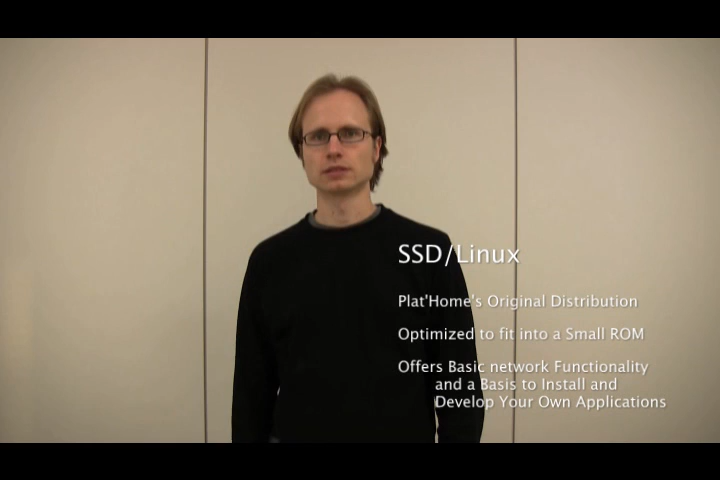 SSD/Linux
Plat'Home's Original Distribution
Optimized to fit into a Small ROM
Offers Basic network Functionality
and a Basis to Install and
Develop Your Own Applications